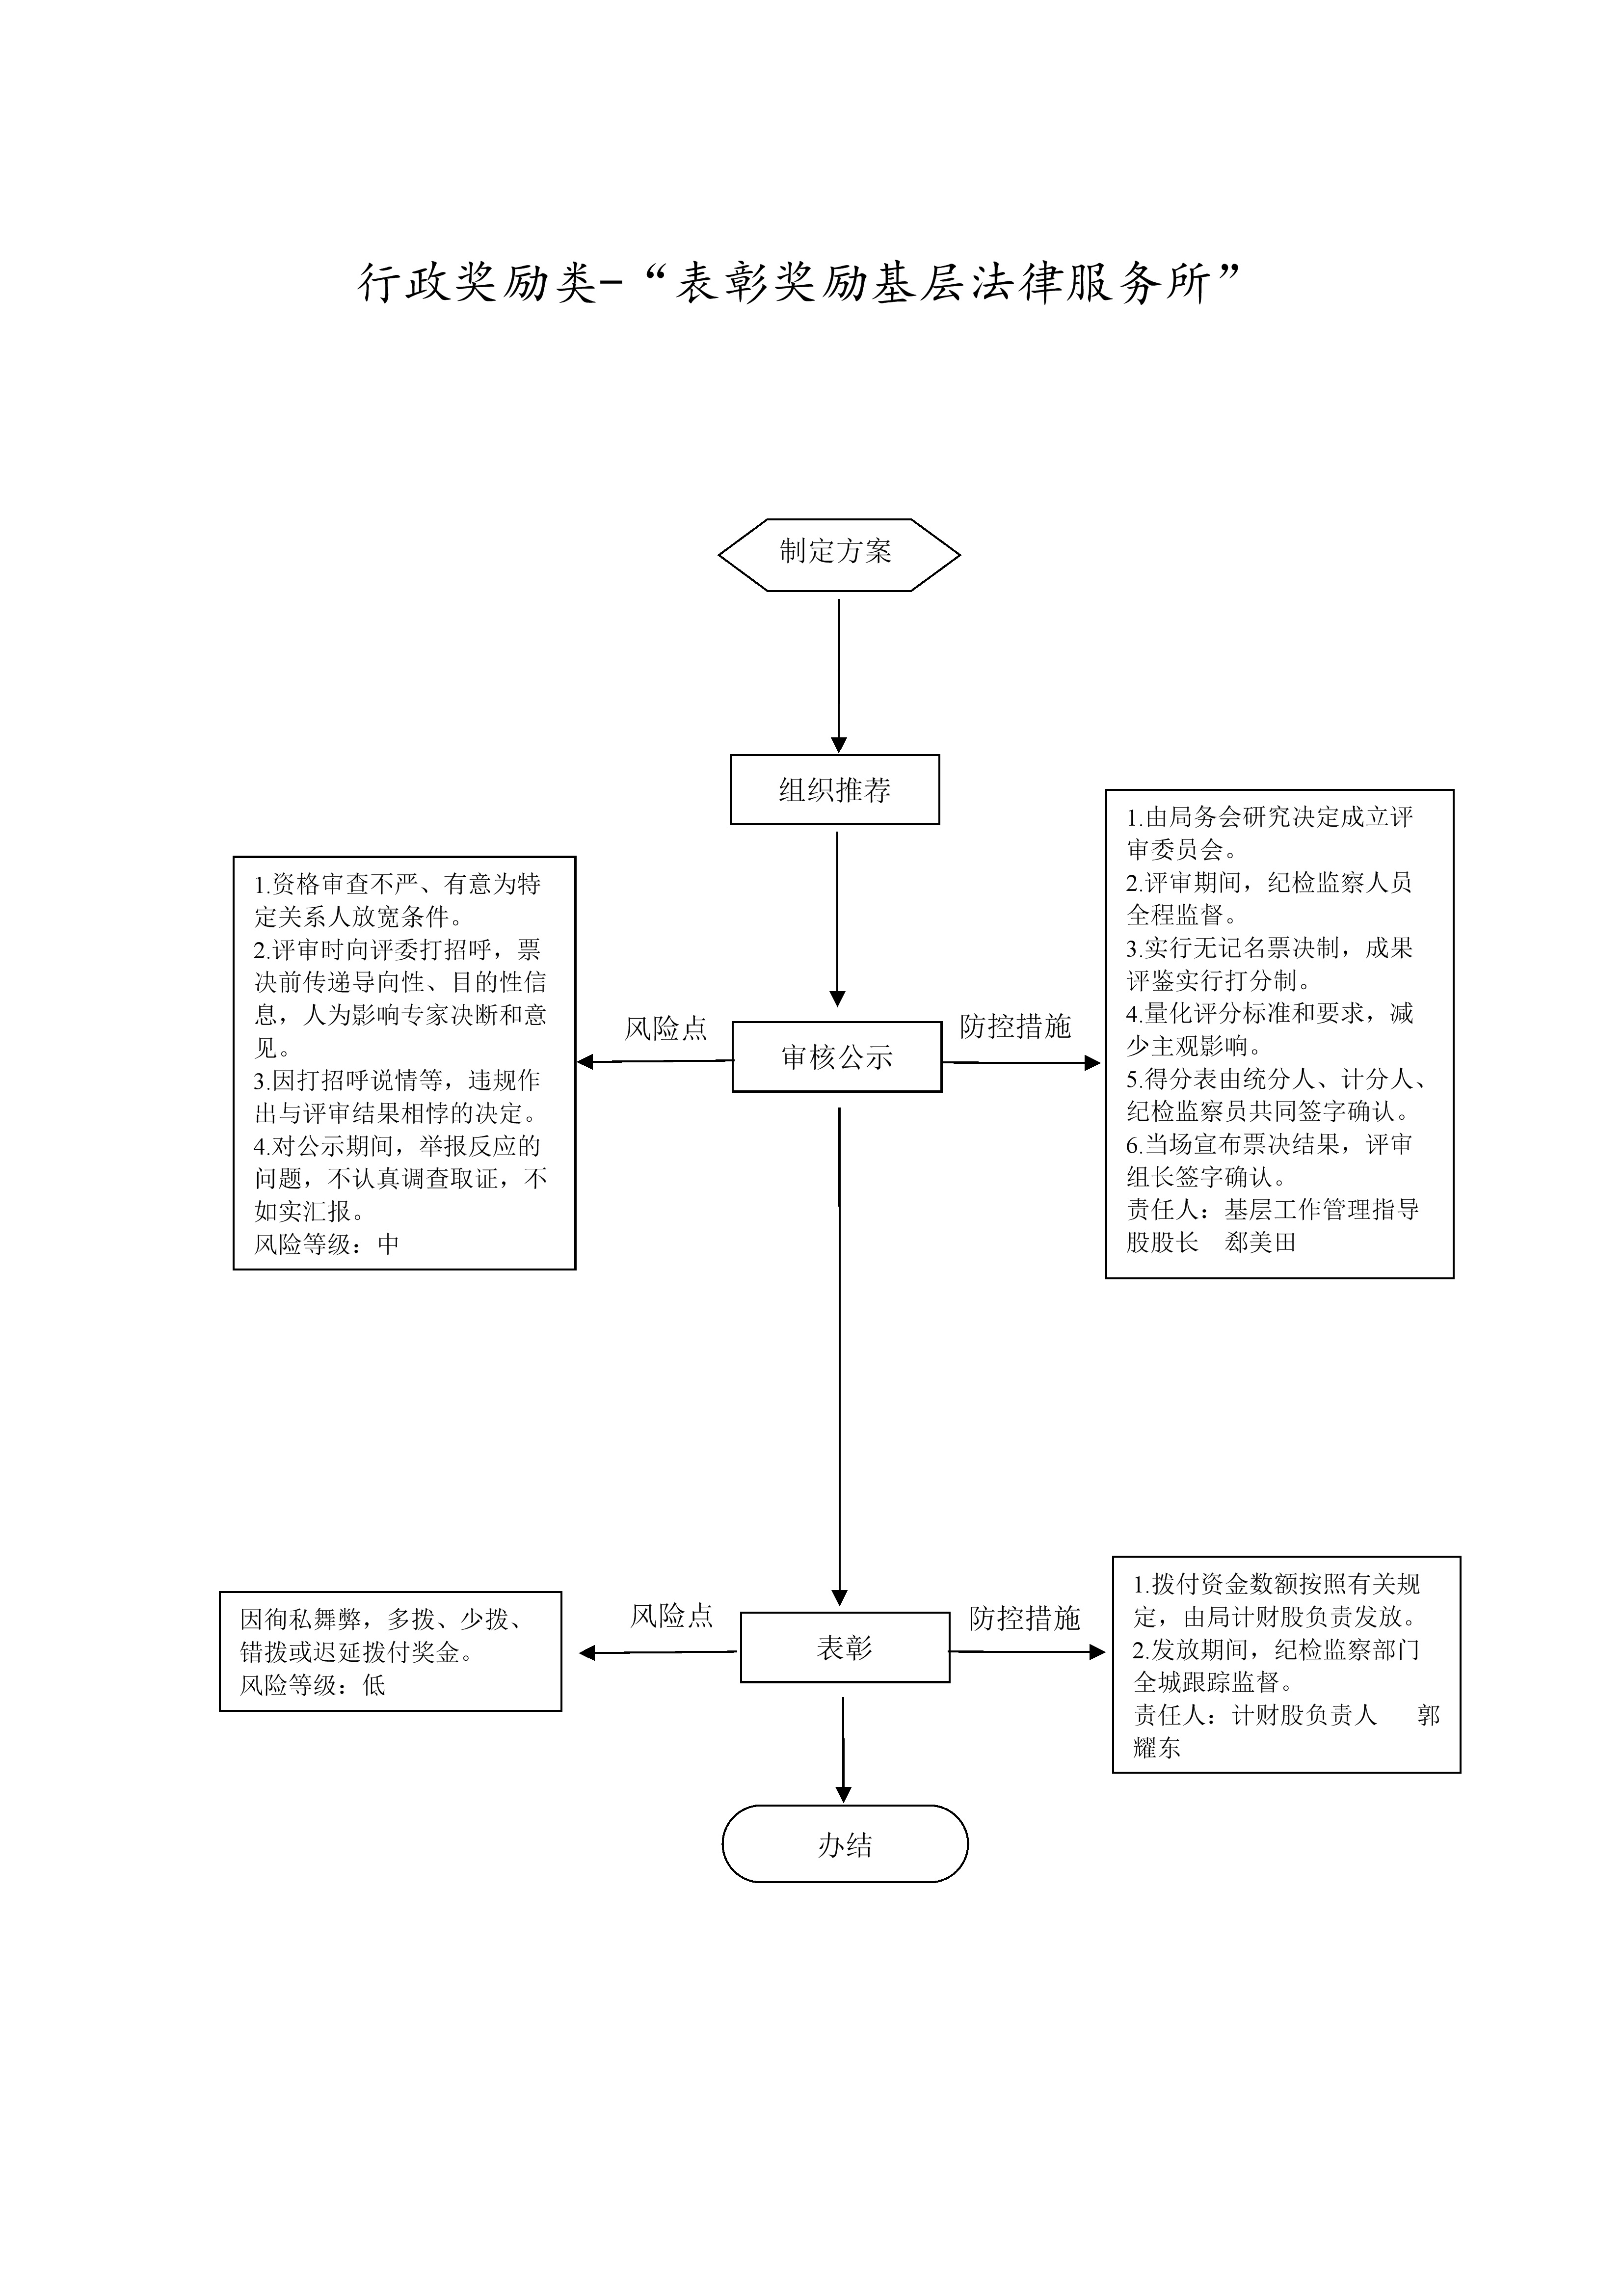 行政奖励类-“表彰奖励基层法律服务所”
制定方案
组织推荐
1.资格审查不严、有意为特
定关系人放宽条件。
2.评审时向评委打招呼，票
决前传递导向性、目的性信
息，人为影响专家决断和意
见。
3.因打招呼说情等，违规作
出与评审结果相悖的决定。
4.对公示期间，举报反应的
问题，不认真调查取证，不
如实汇报。
风险等级：中
风险点
审核公示
防控措施
1.由局务会研究决定成立评
审委员会。
2.评审期间，纪检监察人员
全程监督。
3.实行无记名票决制，成果
评鉴实行打分制。
4.量化评分标准和要求，减
少主观影响。
5.得分表由统分人、计分人、
纪检监察员共同签字确认。
6.当场宣布票决结果，评审
组长签字确认。
责任人：基层工作管理指导
股股长　郄美田
因徇私舞弊，多拨、少拨、
错拨或迟延拨付奖金。
风险等级：低
风险点
表彰
防控措施
1.拨付资金数额按照有关规
定，由局计财股负责发放。
2.发放期间，纪检监察部门
全城跟踪监督。
责任人：计财股负责人　郭
耀东
办结